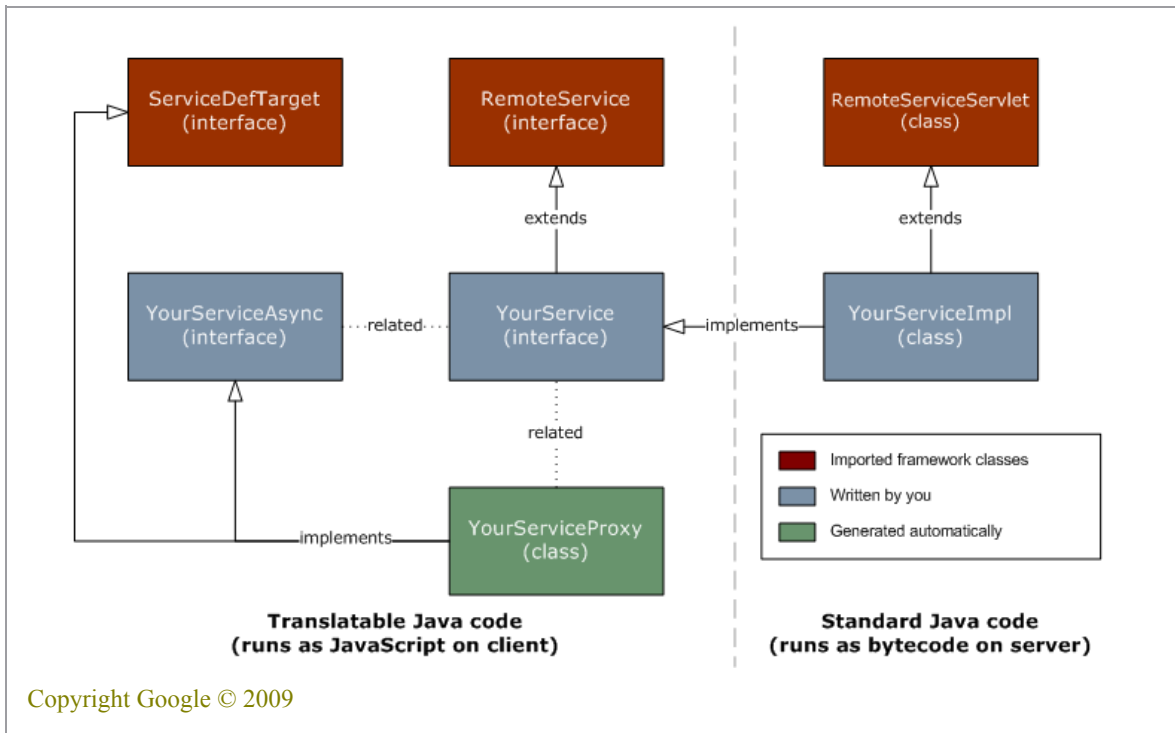 ServiceDefTarget
(interface)
RemoteService
(interface)
RemoteServiceServlet
(class)
extends
extends
YourServiceAsync
(interface)
related
YourService
(interface)
implements
YourServiceImpl
(class)
related
Imported framework classes
Written by you
Generated automatically
implements
YourServiceProxy
(class)
Translatable Java code
(runs as JavaScript on client)
Standard Java code
(runs as bytecode on server)
Copyright Google © 2009